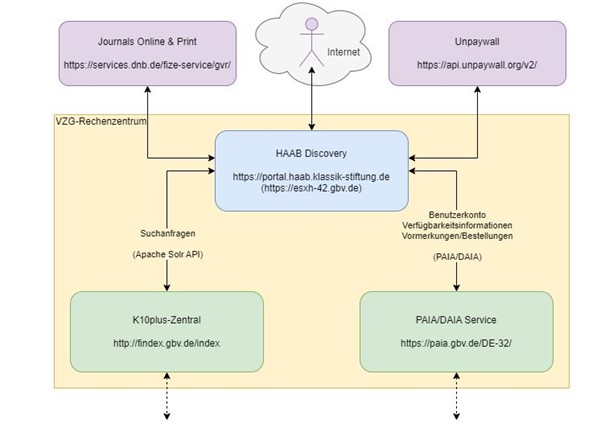 Journals Online & Print
https://services.dnb.de/fize-service/gvr/
Internet
Unpaywall
https://api.unpaywall.org/v2/
VZG-Rechenzentrum
HAAB Discovery
https://portal.haab.klassik-stiftung.de
(https://esxh-42.gbv.de)
Suchanfragen
(Apache Solr API)
Benutzerkonto
Verfügbarkeitsinformationen
Vormerkungen/Bestellungen
(PAIA/DAIA)
K10plus-Zentral
http://findex.gbv.de/index
PAIA/DAIA Service
https://paia.gbv.de/DE-32/